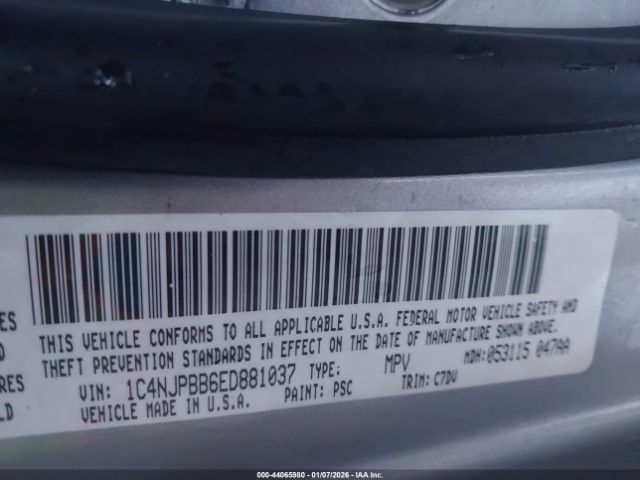 THIS VEHICLE CONFORMS TO ALL APPLICABLE U.S.A. FEDERAL MOTOR VEHICLE SAFETY AND
THEFT PREVENTION STANDARDS IN EFFECT ON THE DATE OF MANUFACTURE SHOWN ABOVE.
VIN: 1C4NJPBB6ED881037 TYPE: MPV MDH:053115 047AA
VEHICLE MADE IN U.S.A. PAINT: PSC TRIM: C7DV
000-44065980 | 01/07/2026 | IAA Inc.